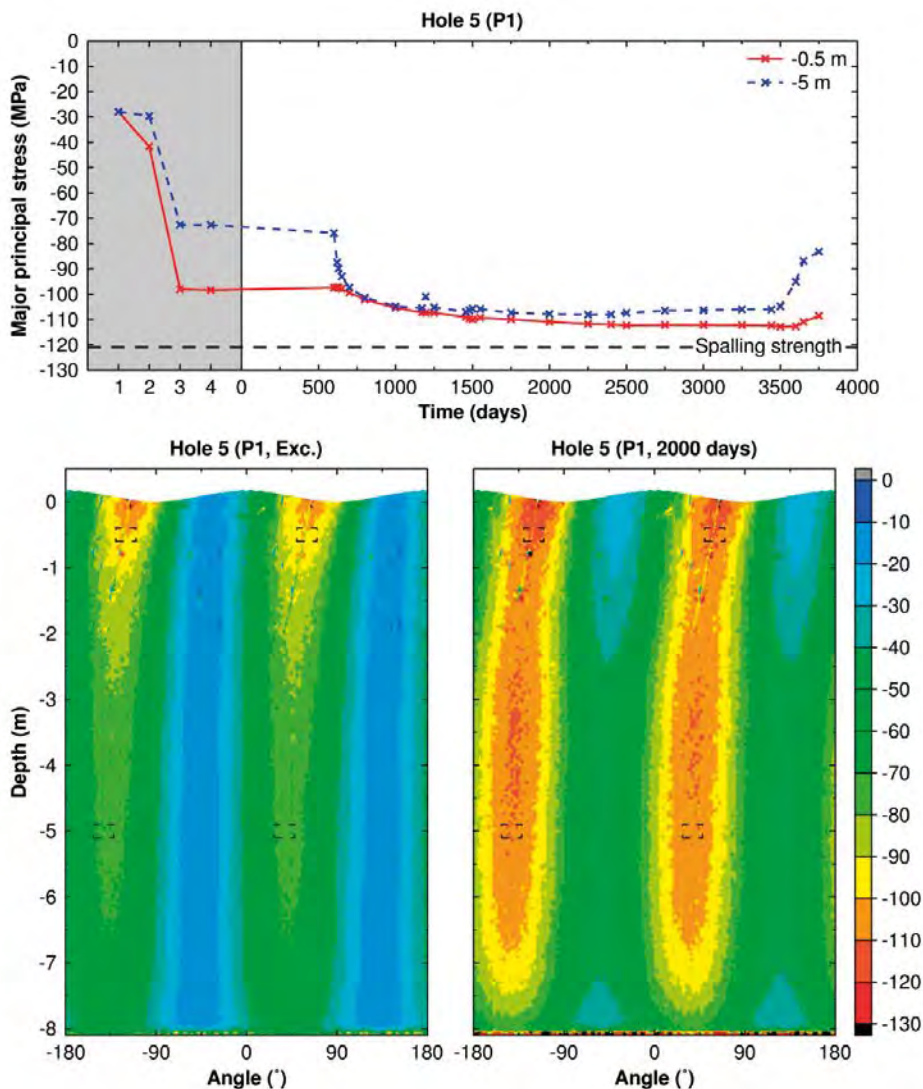 Hole 5 (P1)
Major principal stress (MPa)
0
-10
-20
-30
-40
-50
-60
-70
-80
-90
-100
-110
-120
-130
-0.5 m
-5 m
Spalling strength
1 2 3 4 0 500 1000 1500 2000 2500 3000 3500 4000
Time (days)
Hole 5 (P1, Exc.)
Depth (m)
0
-1
-2
-3
-4
-5
-6
-7
-8
-180 -90 0 90 180
Angle (˚)
Hole 5 (P1, 2000 days)
-180 -90 0 90 180
Angle (˚)
0
-10
-20
-30
-40
-50
-60
-70
-80
-90
-100
-110
-120
-130